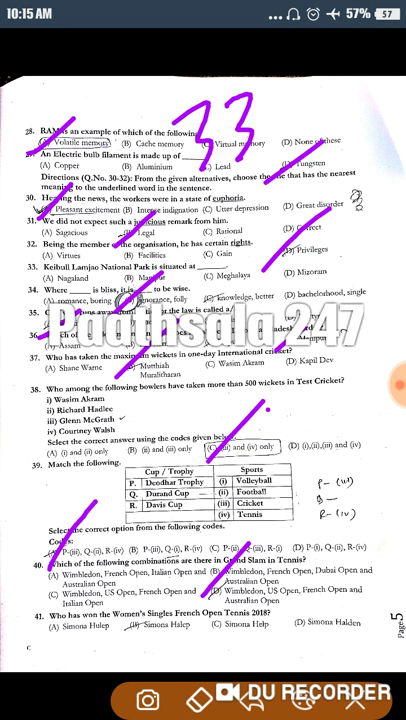 10:15 AM
57%
57
33
28. RAM is an example of which of the following
(A) Volatile memory (B) Cache memory (C) Virtual memory (D) None of these
An Electric bulb filament is made up of
(A) Copper (B) Aluminium (C) Lead (D) Tungsten
Directions (Q.No. 30-32): From the given alternatives, choose the one that has the nearest
meaning to the underlined word in the sentence.
30. Hearing the news, the workers were in a state of euphoria.
(A) Pleasant excitement (B) Intense indignation (C) Utter depression (D) Great disorder
31. We did not expect such a judicious remark from him.
(A) Sagacious (B) Legal (C) Rational (D) Correct
32. Being the member of the organisation, he has certain rights.
(A) Virtues (B) Facilities (C) Gain (D) Privileges
33. Keibull Lamjao National Park is situated at
(A) Nagaland (B) Manipur (C) Meghalaya (D) Mizoram
34. Where ____ is bliss, it is ____ to be wise.
(A) romance, boring (B) ignorance, folly (C) knowledge, better (D) bachelorhood, single
35. the law is called a
Paathsala 247
36.
(A) Assam Manipur
37. Who has taken the maximum wickets in one-day International cricket?
(A) Shane Warne (B) Mutthiah Muralitharan (C) Wasim Akram (D) Kapil Dev
38. Who among the following bowlers have taken more than 500 wickets in Test Cricket?
i) Wasim Akram
ii) Richard Hadlee
iii) Glenn McGrath
iv) Courtney Walsh
Select the correct answer using the codes given below
(A) (i) and (ii) only (B) (ii) and (iii) only (C) (iii) and (iv) only (D) (i),(ii),(iii) and (iv)
39. Match the following.
Cup / Trophy Sports
P. Deodhar Trophy (i) Volleyball
Q. Durand Cup (ii) Football
R. Davis Cup (iii) Cricket
(iv) Tennis
R- (iv)
Select the correct option from the following codes.
Codes:
(A) P-(iii), Q-(ii), R-(iv) (B) P-(iii), Q-(i), R-(iv) (C) P-(ii), Q-(iii), R-(i) (D) P-(i), Q-(ii), R-(iv)
40. Which of the following combinations are there in Grand Slam in Tennis?
(A) Wimbledon, French Open, Italian Open and Australian Open (B) Wimbledon, French Open, Dubai Open and Australian Open
(C) Wimbledon, US Open, French Open and Italian Open (D) Wimbledon, US Open, French Open and Australian Open
41. Who has won the Women's Singles French Open Tennis 2018?
(A) Simona Hulep (B) Simona Halep (C) Simona Help (D) Simona Halden
Page 5
C
DU RECORDER